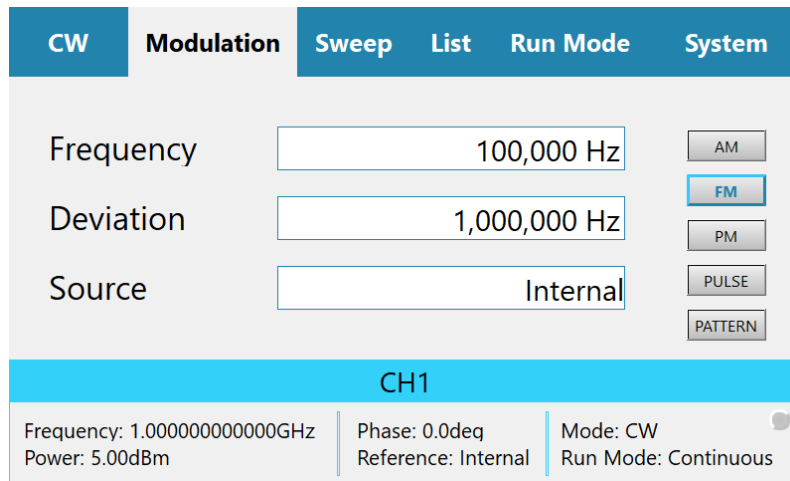 CW Modulation Sweep List Run Mode System
Frequency 100,000 Hz AM
FM
Deviation 1,000,000 Hz PM
Source Internal PULSE
PATTERN
CH1
Frequency: 1.000000000000GHz Phase: 0.0deg Mode: CW
Power: 5.00dBm Reference: Internal Run Mode: Continuous